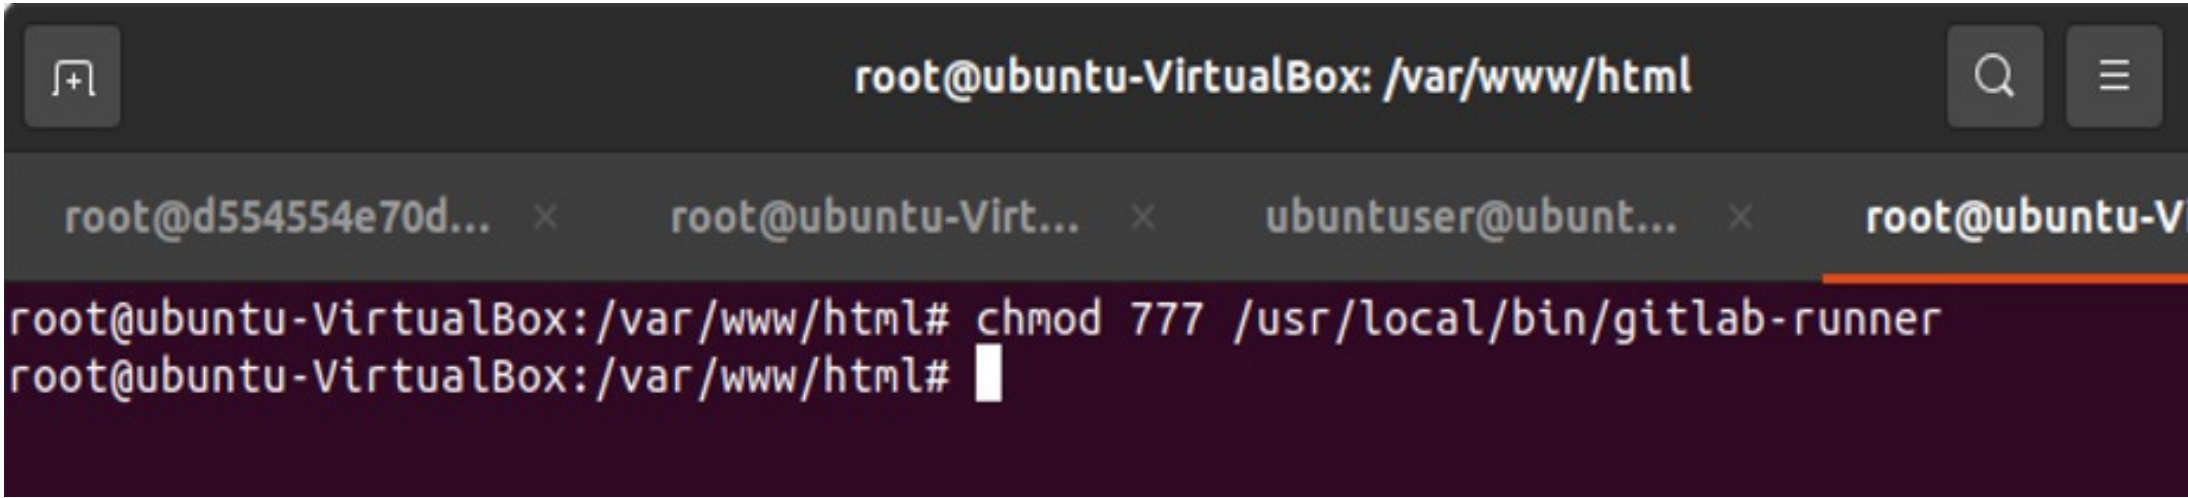 root@ubuntu-VirtualBox: /var/www/html
root@d554554e70d... × root@ubuntu-Virt... × ubuntuser@ubunt... × root@ubuntu-Vi
root@ubuntu-VirtualBox:/var/www/html# chmod 777 /usr/local/bin/gitlab-runner
root@ubuntu-VirtualBox:/var/www/html#